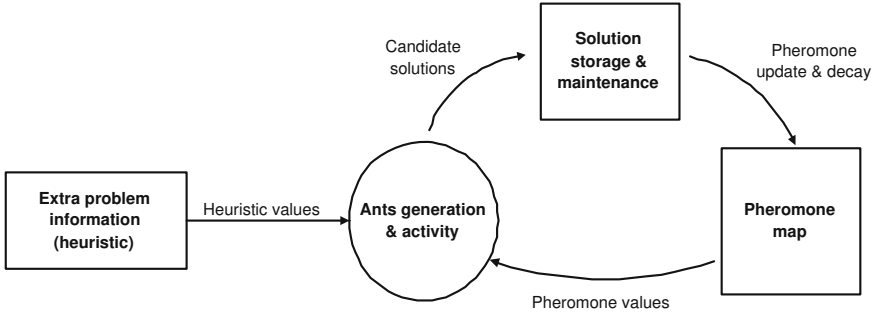 Candidate
solutions
Solution
storage &
maintenance
Pheromone
update & decay
Extra problem
information
(heuristic)
Heuristic values
Ants generation
& activity
Pheromone
map
Pheromone values